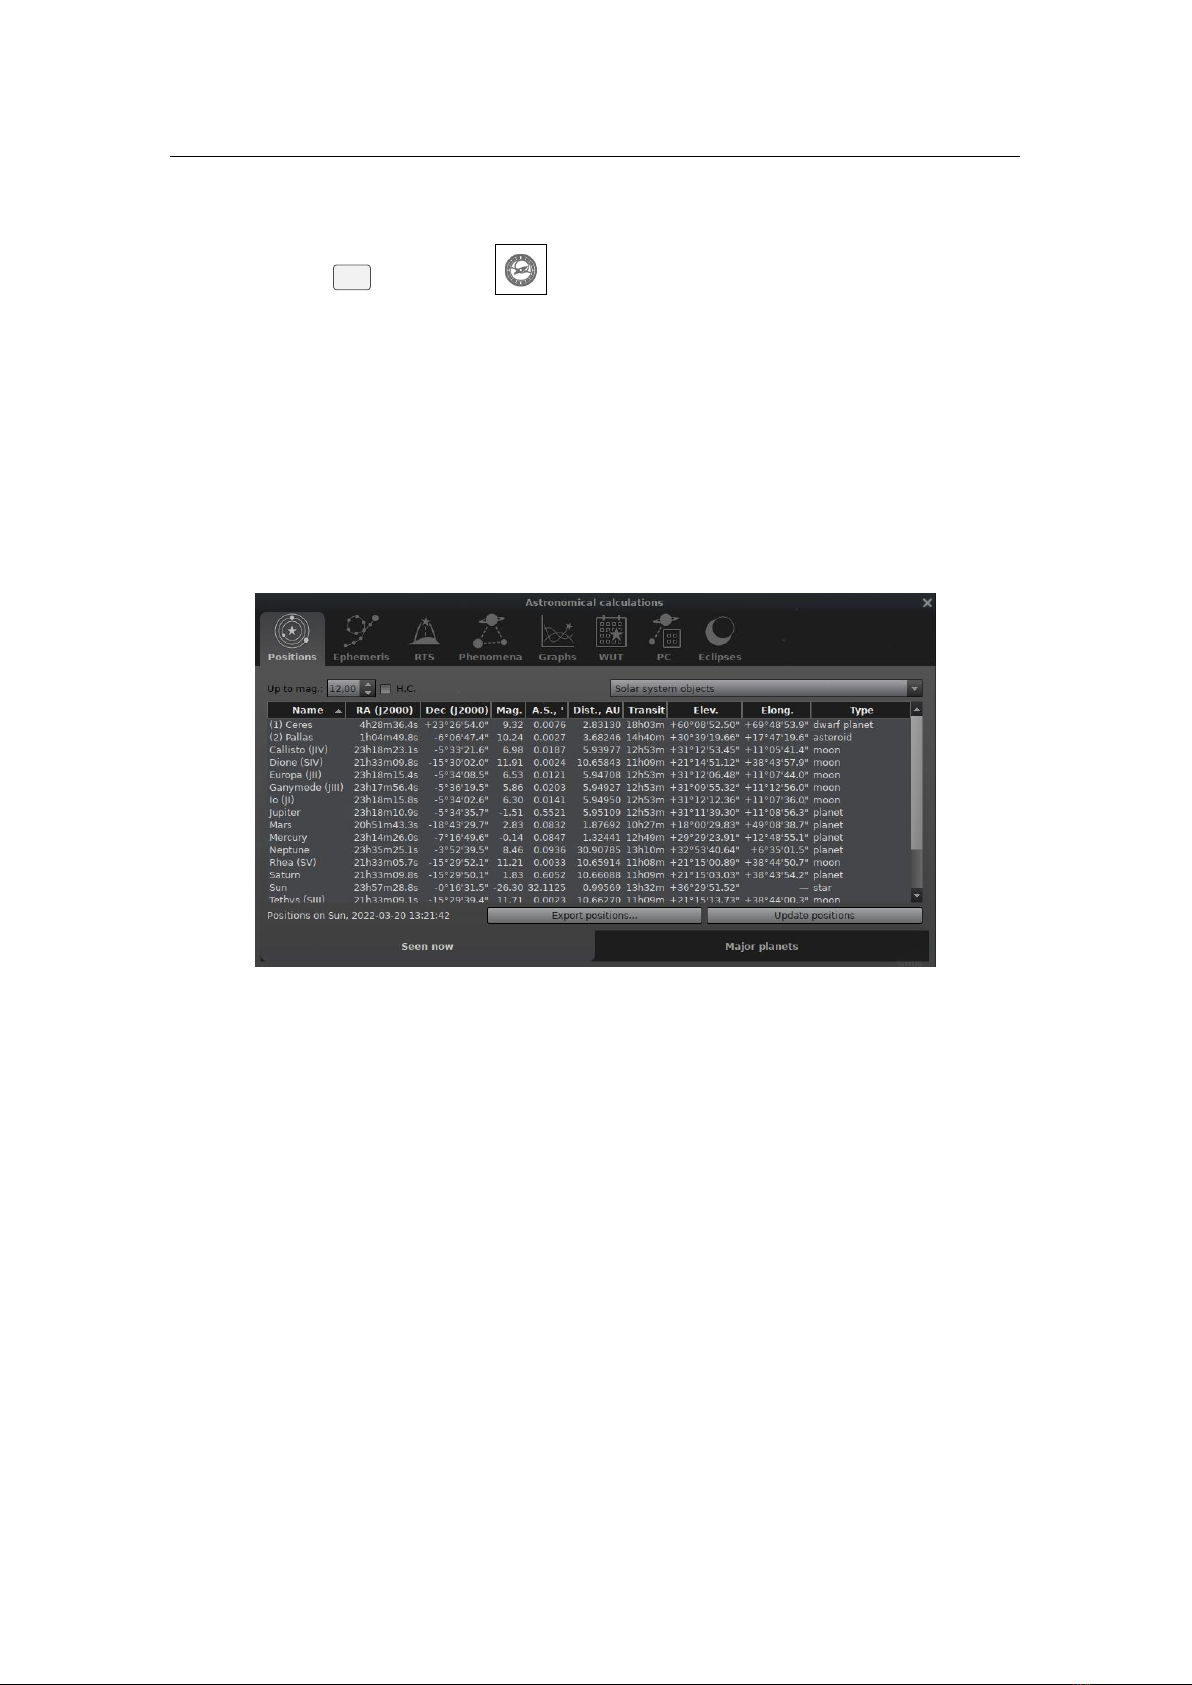 Astronomical calculations
Positions Ephemeris RTS Phenomena Graphs WUT PC Eclipses
Up to mag.: 12.00 H.C. Solar system objects
Name RA (J2000) Dec (J2000) Mag. A.S., ' Dist., AU Transit Elev. Elong. Type
(1) Ceres 4h28m36.4s +23°26'54.0" 9.32 0.0076 2.83130 18h03m +60°08'52.50" +69°48'53.9" dwarf planet
(2) Pallas 1h04m49.8s -6°06'47.4" 10.24 0.0027 3.68246 14h40m +30°39'19.66" +17°47'19.6" asteroid
Callisto (JIV) 23h18m23.1s -5°33'21.6" 6.98 0.0187 5.93977 12h53m +31°12'53.45" +11°05'41.4" moon
Dione (SIV) 21h33m09.8s -15°30'02.0" 11.91 0.0024 10.65843 11h09m +21°14'51.12" +38°43'57.9" moon
Europa (JII) 23h18m15.4s -5°34'08.5" 6.53 0.0121 5.94708 12h53m +31°12'06.48" +11°07'44.0" moon
Ganymede (JIII) 23h17m56.4s -5°36'19.5" 5.86 0.0203 5.94927 12h53m +31°09'55.32" +11°12'56.0" moon
Io (JI) 23h18m15.8s -5°34'02.6" 6.30 0.0141 5.94950 12h53m +31°12'12.36" +11°07'36.0" moon
Jupiter 23h18m10.9s -5°34'35.7" -1.51 0.5521 5.95109 12h53m +31°11'39.30" +11°08'56.3" planet
Mars 20h51m43.3s -18°43'29.7" 2.83 0.0832 1.87692 10h27m +18°00'29.83" +49°08'38.7" planet
Mercury 23h14m26.0s -7°16'49.6" -0.14 0.0847 1.32441 12h49m +29°29'23.91" +12°48'55.1" planet
Neptune 23h35m25.1s -3°52'39.5" 8.46 0.0936 30.90785 13h10m +32°53'40.64" +6°35'01.5" planet
Rhea (SV) 21h33m05.7s -15°29'52.1" 11.21 0.0033 10.65914 11h08m +21°15'00.89" +38°44'50.7" moon
Saturn 21h33m09.8s -15°29'50.1" 1.83 0.6052 10.66088 11h09m +21°15'03.03" +38°43'54.2" planet
Sun 23h57m28.8s -0°16'31.5" -26.30 32.1125 0.99569 13h32m +36°29'51.52" — star
Tethys (SIII) 21h33m09.1s -15°29'39.4" 11.71 0.0023 10.66270 11h09m +21°15'13.73" +38°44'00.3" moon
Positions on Sun, 2022-03-20 13:21:42 Export positions... Update positions
Seen now Major planets